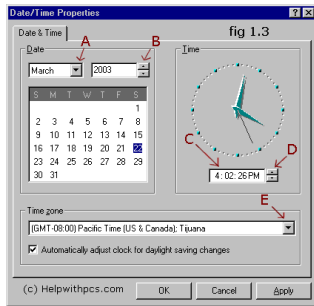 Date/Time Properties
Date & Time
fig 1.3
A
B
Date
Time
March
2003
S M T W T F S
1
2 3 4 5 6 7 8
9 10 11 12 13 14 15
16 17 18 19 20 21 22
23 24 25 26 27 28 29
30 31
C
D
4:02:26 PM
E
Time zone
(GMT-08:00) Pacific Time (US & Canada); Tijuana
Automatically adjust clock for daylight saving changes
(c) Helpwithpcs.com
OK
Cancel
Apply